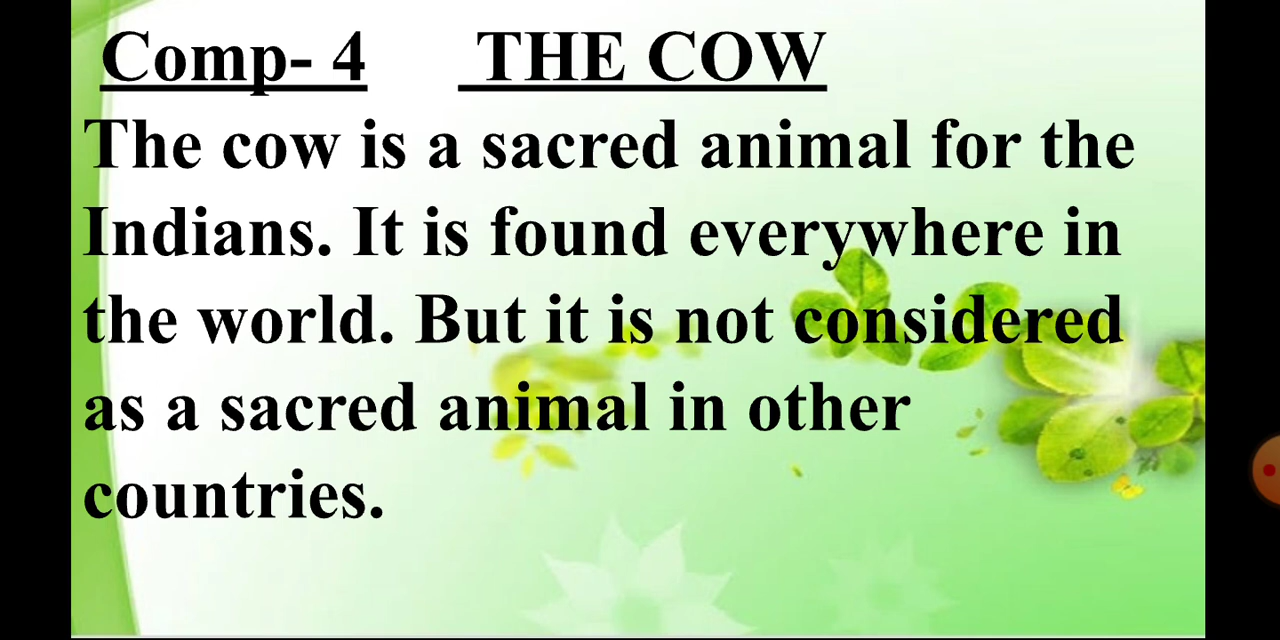 Comp- 4 THE COW
The cow is a sacred animal for the
Indians. It is found everywhere in
the world. But it is not considered
as a sacred animal in other
countries.